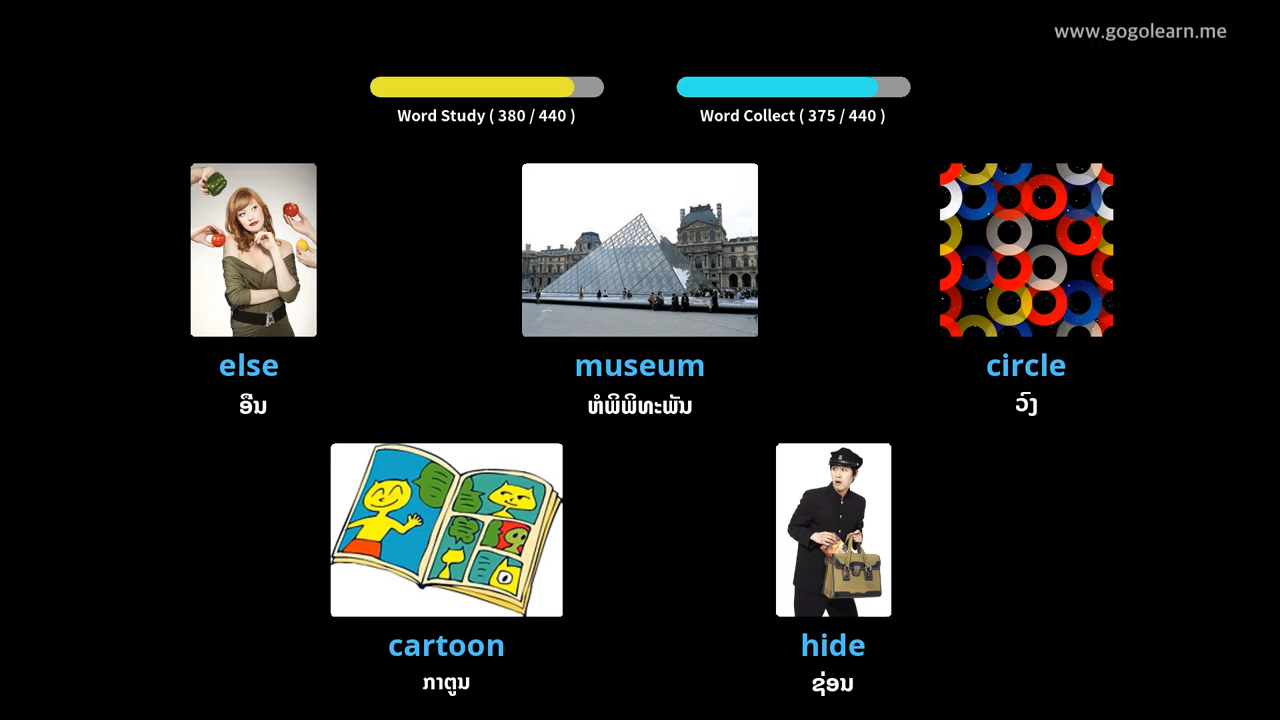 www.gogolearn.me
Word Study ( 380 / 440 )
Word Collect ( 375 / 440 )
else
ອືນ
museum
ຫໍພິພິທະພັນ
circle
ວົງ
cartoon
ກາຕູນ
hide
ຊ່ອນ